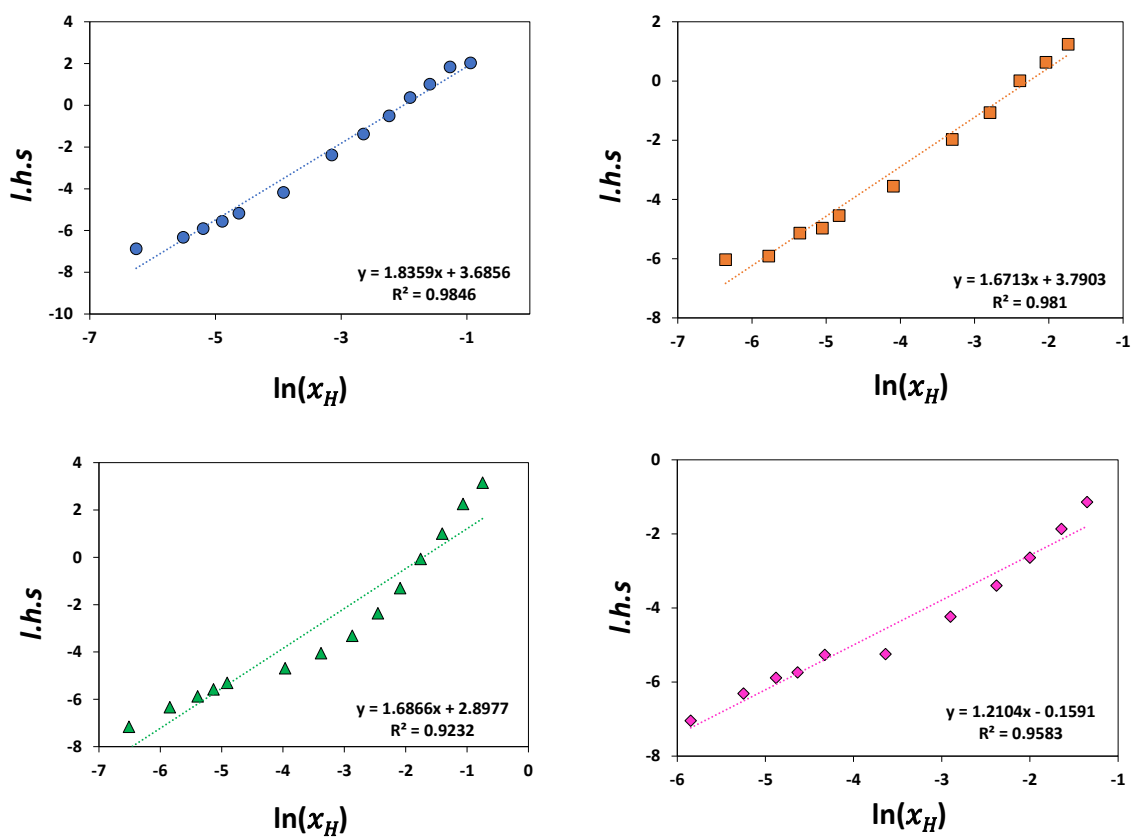 4
2
0
-2
-4
-6
-8
-10
-7 -5 -3 -1
l.h.s
ln(x_H)
y = 1.8359x + 3.6856
R² = 0.9846
2
0
-2
-4
-6
-8
-7 -6 -5 -4 -3 -2 -1
l.h.s
ln(x_H)
y = 1.6713x + 3.7903
R² = 0.981
4
2
0
-2
-4
-6
-8
-7 -6 -5 -4 -3 -2 -1 0
l.h.s
ln(x_H)
y = 1.6866x + 2.8977
R² = 0.9232
0
-2
-4
-6
-8
-6 -5 -4 -3 -2 -1
l.h.s
ln(x_H)
y = 1.2104x - 0.1591
R² = 0.9583